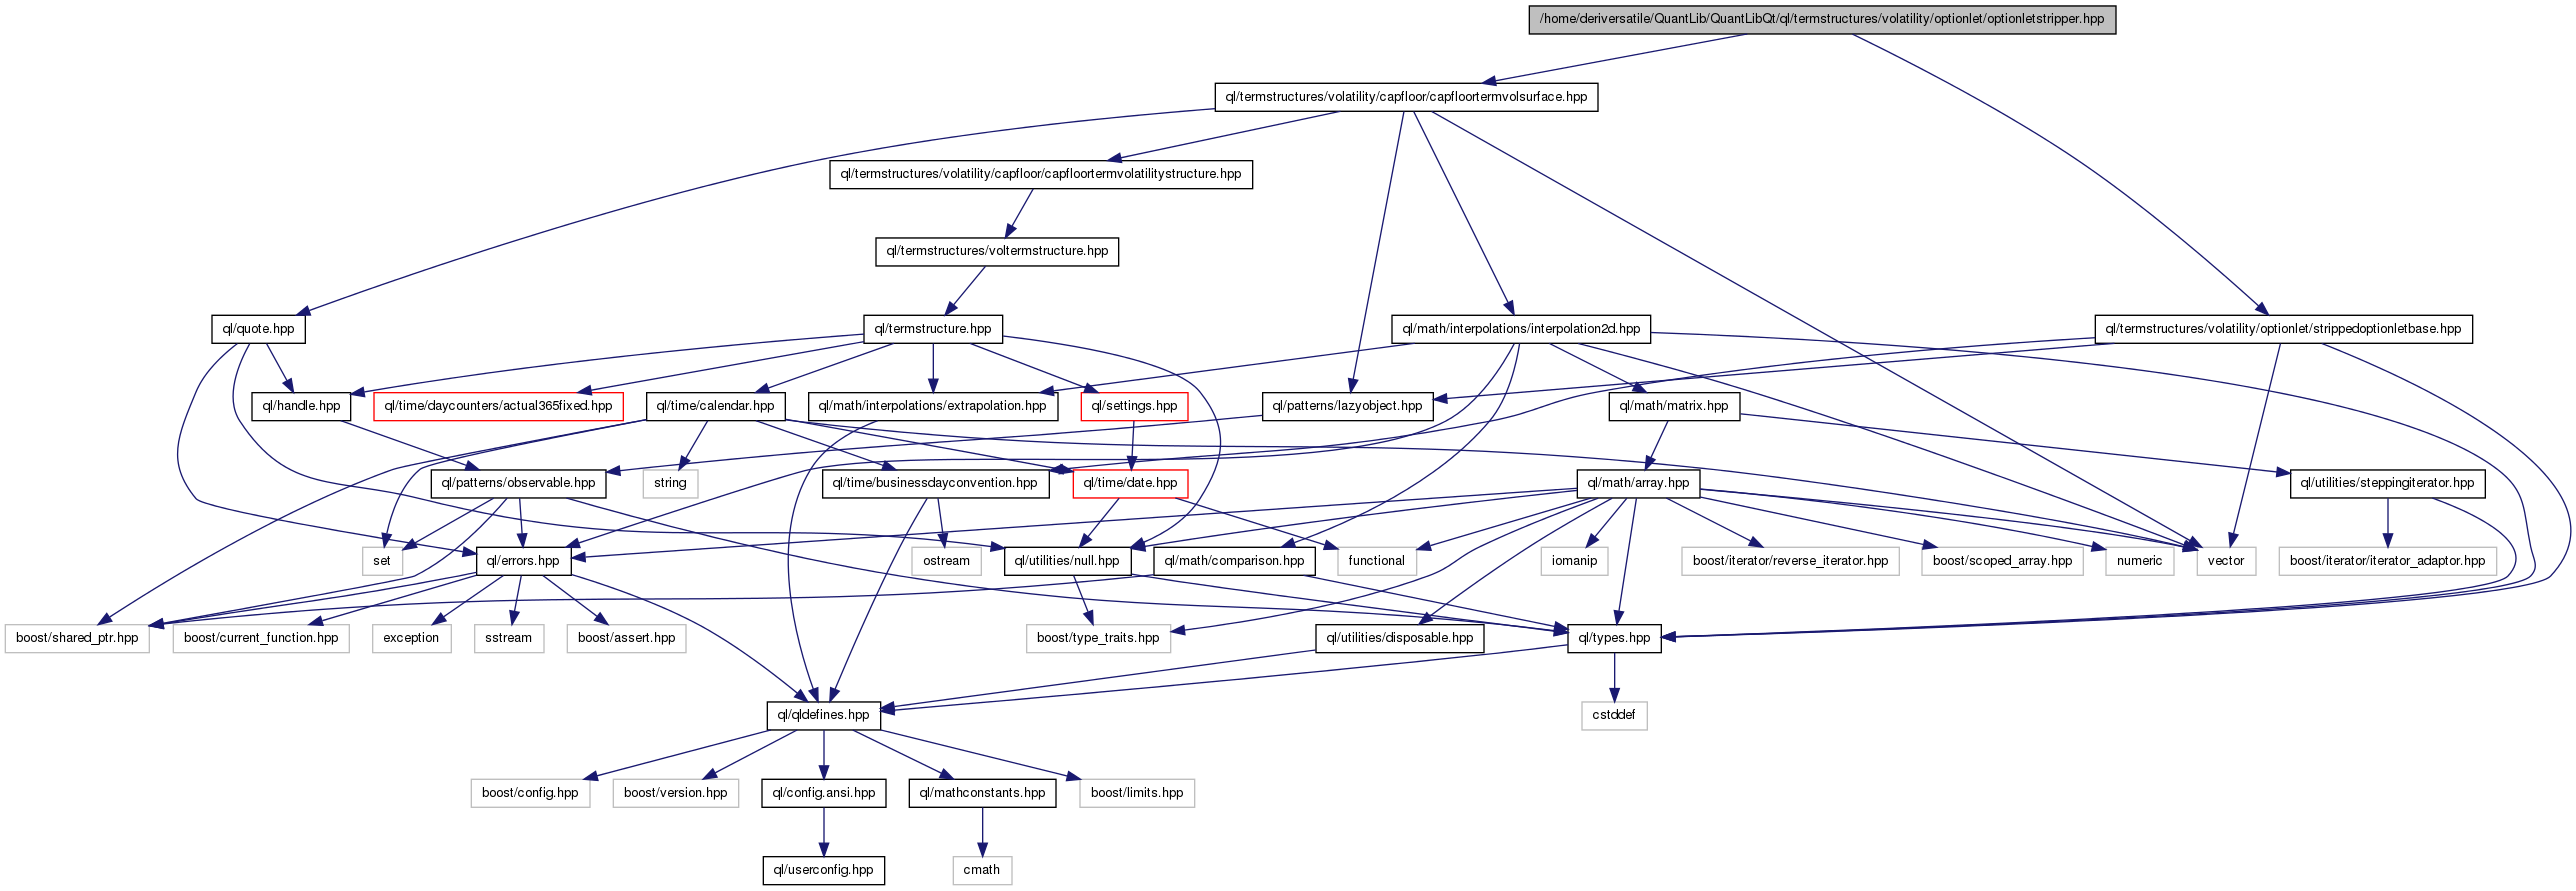 /home/deriversatile/QuantLib/QuantLibQt/ql/termstructures/volatility/optionlet/optionletstripper.hpp
ql/termstructures/volatility/capfloor/capfloortermvolsurface.hpp
ql/termstructures/volatility/capfloor/capfloortermvolatilitystructure.hpp
ql/termstructures/voltermstructure.hpp
ql/quote.hpp
ql/termstructure.hpp
ql/math/interpolations/interpolation2d.hpp
ql/termstructures/volatility/optionlet/strippedoptionletbase.hpp
ql/handle.hpp
ql/time/daycounters/actual365fixed.hpp
ql/time/calendar.hpp
ql/math/interpolations/extrapolation.hpp
ql/settings.hpp
ql/patterns/lazyobject.hpp
ql/math/matrix.hpp
ql/patterns/observable.hpp
string
ql/time/businessdayconvention.hpp
ql/time/date.hpp
ql/math/array.hpp
ql/utilities/steppingiterator.hpp
set
ql/errors.hpp
ostream
ql/utilities/null.hpp
ql/math/comparison.hpp
functional
iomanip
boost/iterator/reverse_iterator.hpp
boost/scoped_array.hpp
numeric
vector
boost/iterator/iterator_adaptor.hpp
boost/shared_ptr.hpp
boost/current_function.hpp
exception
sstream
boost/assert.hpp
boost/type_traits.hpp
ql/utilities/disposable.hpp
ql/types.hpp
ql/qldefines.hpp
cstddef
boost/config.hpp
boost/version.hpp
ql/config.ansi.hpp
ql/mathconstants.hpp
boost/limits.hpp
ql/userconfig.hpp
cmath